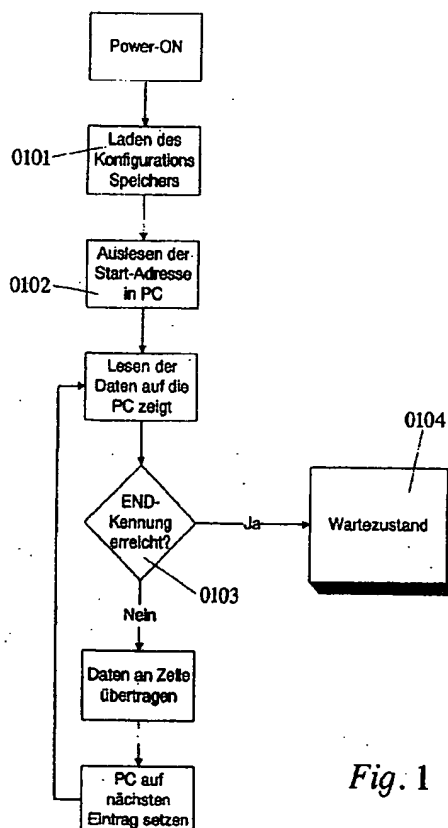 Power-ON
0101
Laden des
Konfigurations
Speichers
0102
Auslesen der
Start-Adresse
in PC
Lesen der
Daten auf die
PC zeigt
END-
Kennung
erreicht?
0103
Ja
0104
Wartezustand
Nein
Daten an Zelle
übertragen
PC auf
nächsten
Eintrag setzen
Fig. 1